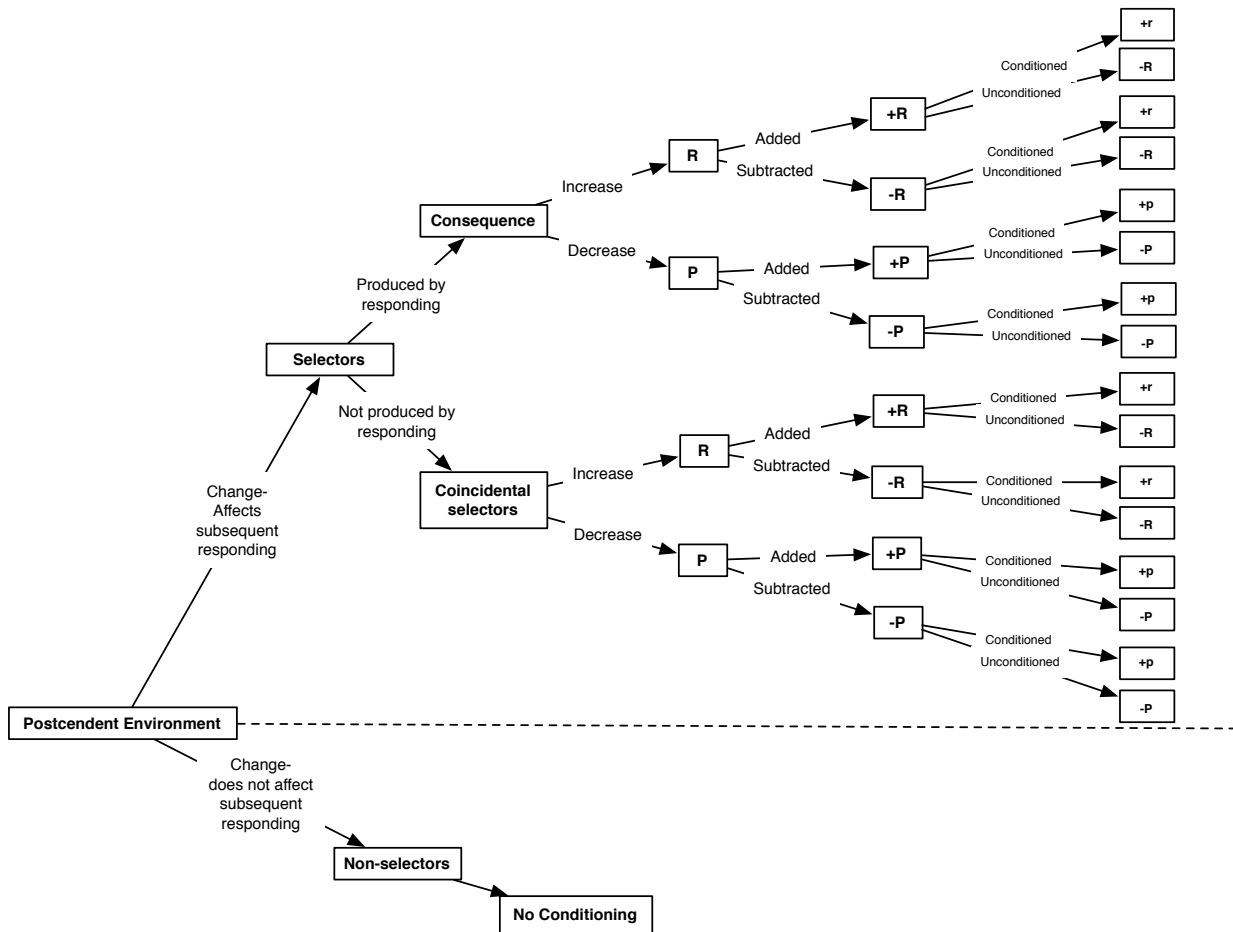 +r
Conditioned
-R
Unconditioned
+R
Added
R
Subtracted
+r
Conditioned
-R
Unconditioned
-R
Increase
Consequence
Decrease
+p
Conditioned
-P
Unconditioned
+P
Added
P
Subtracted
+p
Conditioned
-P
Unconditioned
-P
Produced by
responding
Selectors
Not produced by
responding
+r
Conditioned
-R
Unconditioned
+R
Added
R
Subtracted
+r
Conditioned
-R
Unconditioned
-R
Increase
Coincidental
selectors
Decrease
+p
Conditioned
-P
Unconditioned
+P
Added
P
Subtracted
+p
Conditioned
-P
Unconditioned
-P
Change-
Affects
subsequent
responding
Postcendent Environment
Change-
does not affect
subsequent
responding
Non-selectors
No Conditioning